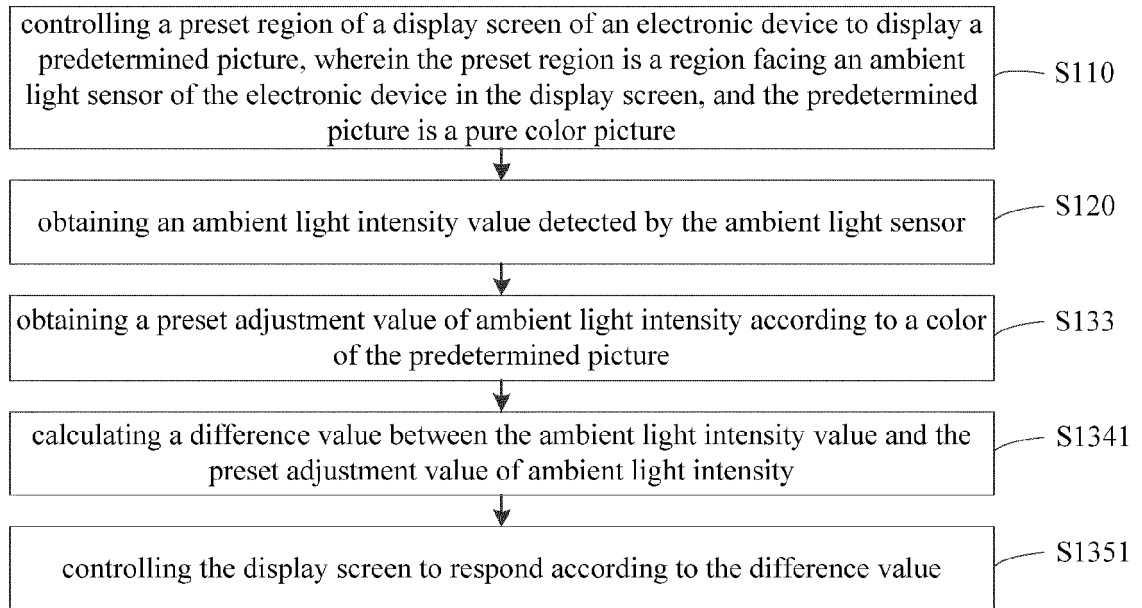 controlling a preset region of a display screen of an electronic device to display a
predetermined picture, wherein the preset region is a region facing an ambient
light sensor of the electronic device in the display screen, and the predetermined
picture is a pure color picture
S110
obtaining an ambient light intensity value detected by the ambient light sensor
S120
obtaining a preset adjustment value of ambient light intensity according to a color
of the predetermined picture
S133
calculating a difference value between the ambient light intensity value and the
preset adjustment value of ambient light intensity
S1341
controlling the display screen to respond according to the difference value
S1351